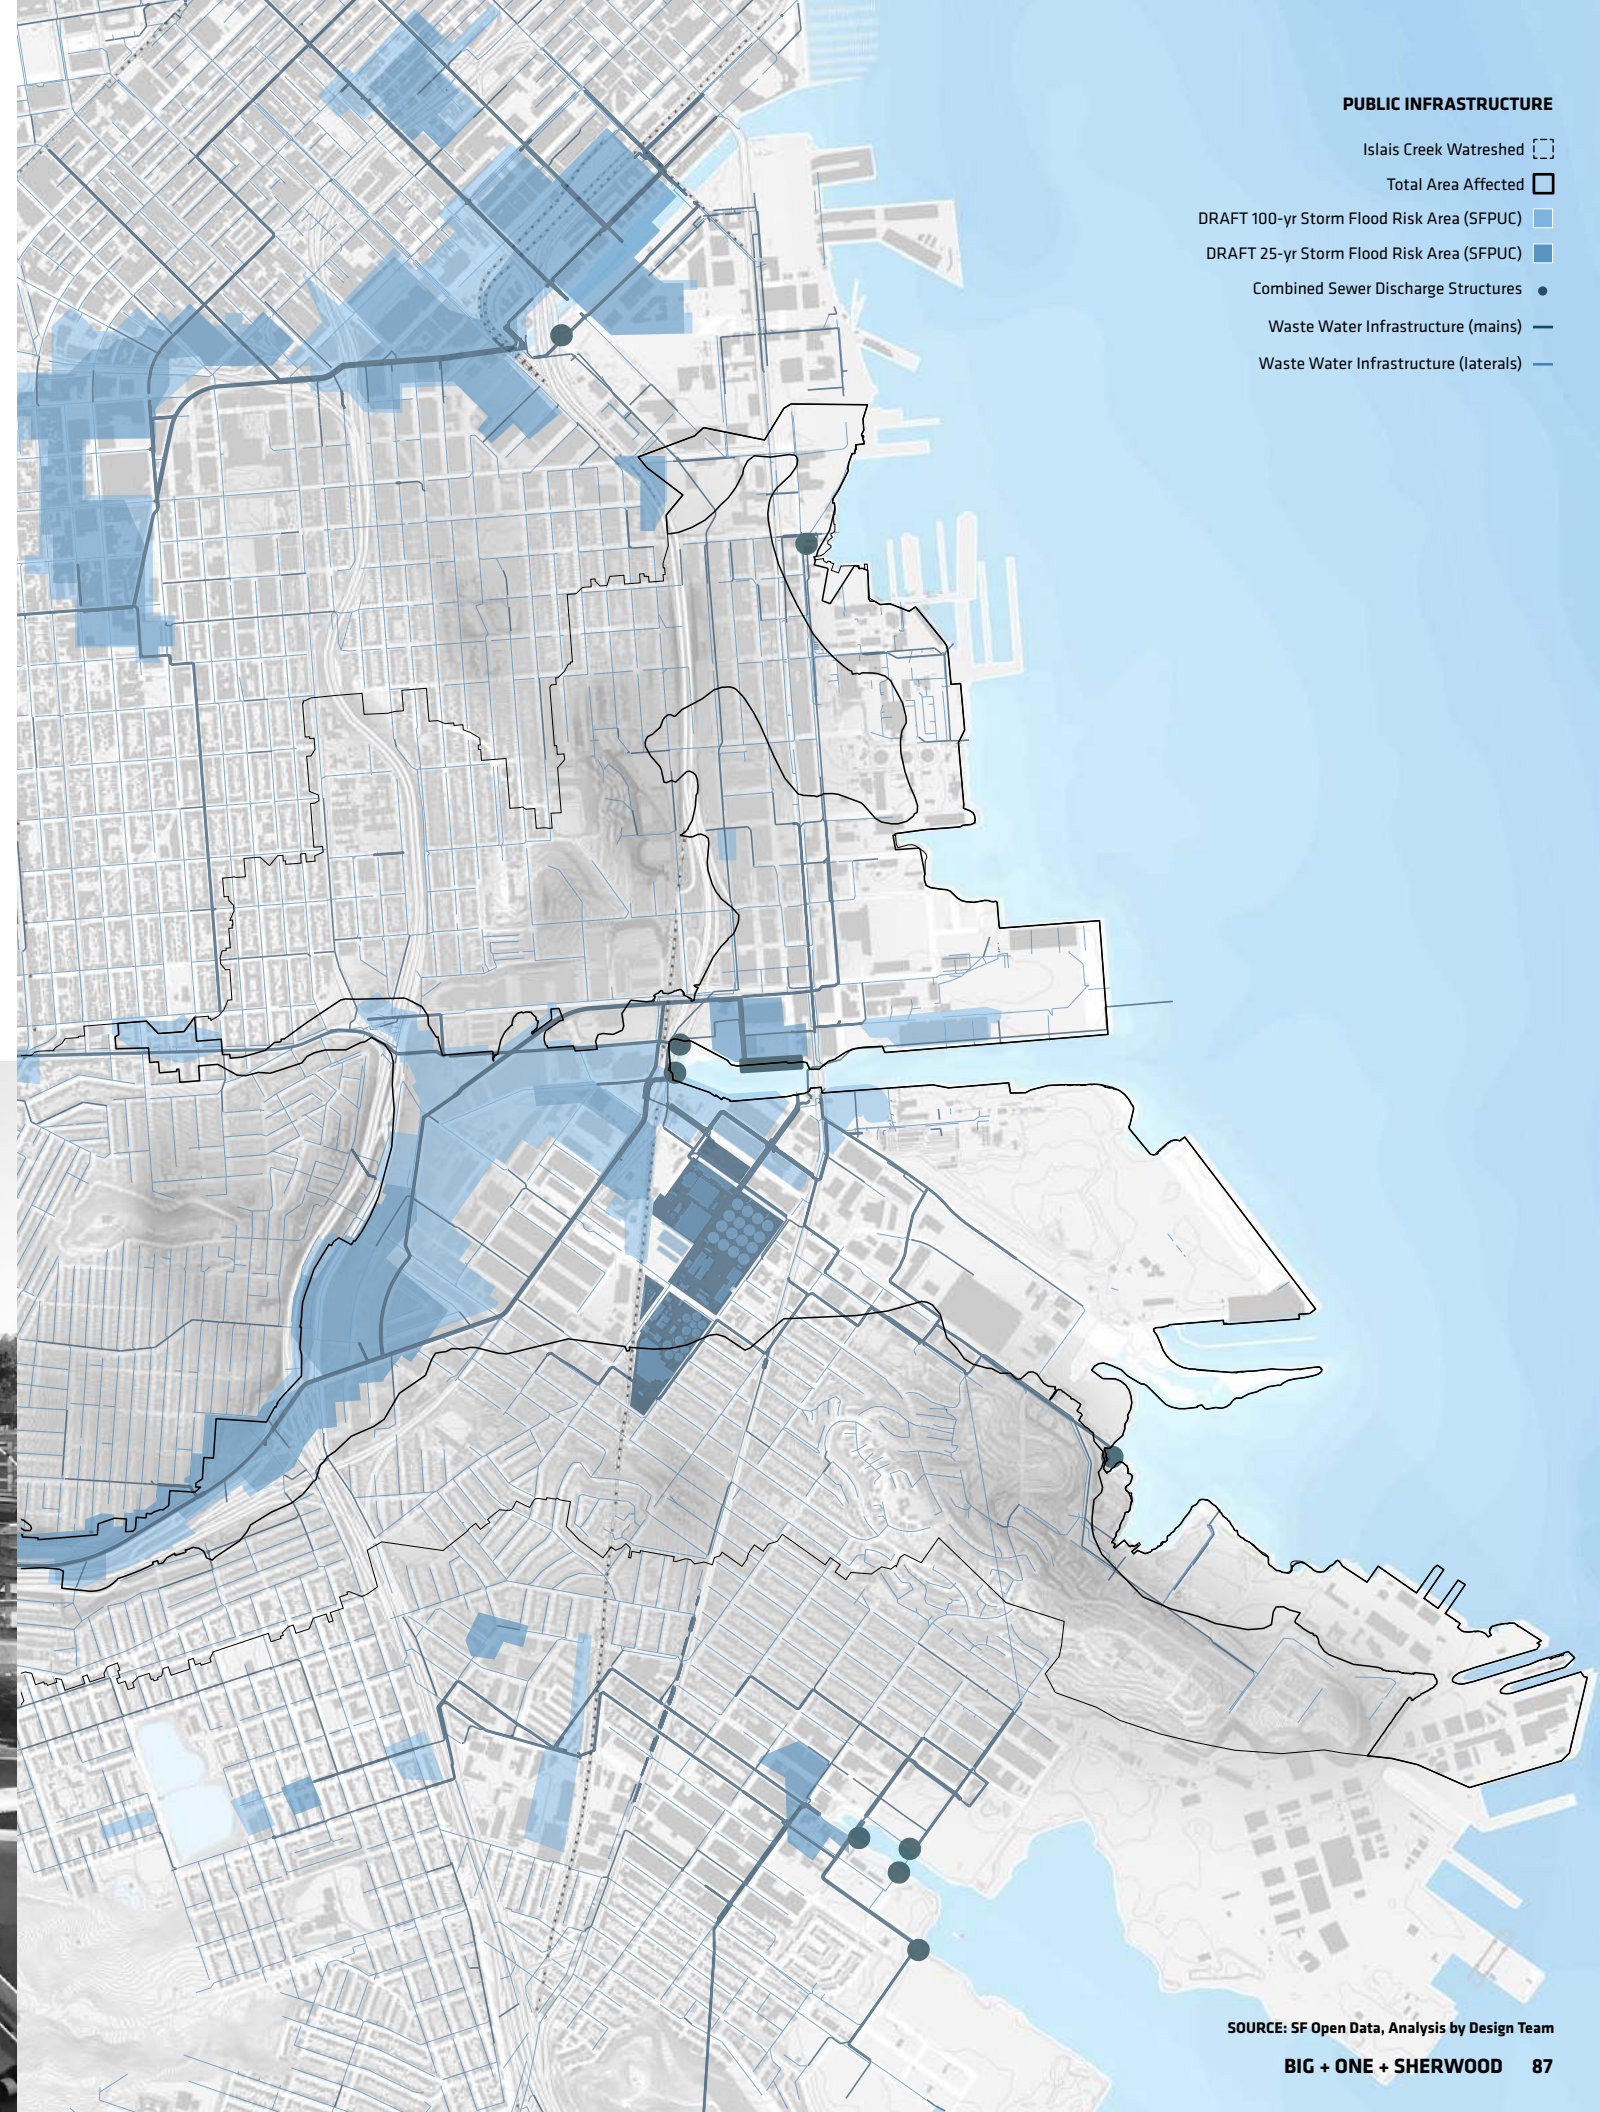 PUBLIC INFRASTRUCTURE
Islais Creek Watreshed
Total Area Affected
DRAFT 100-yr Storm Flood Risk Area (SFPUC)
DRAFT 25-yr Storm Flood Risk Area (SFPUC)
Combined Sewer Discharge Structures
Waste Water Infrastructure (mains)
Waste Water Infrastructure (laterals)
SOURCE: SF Open Data, Analysis by Design Team
BIG + ONE + SHERWOOD 87